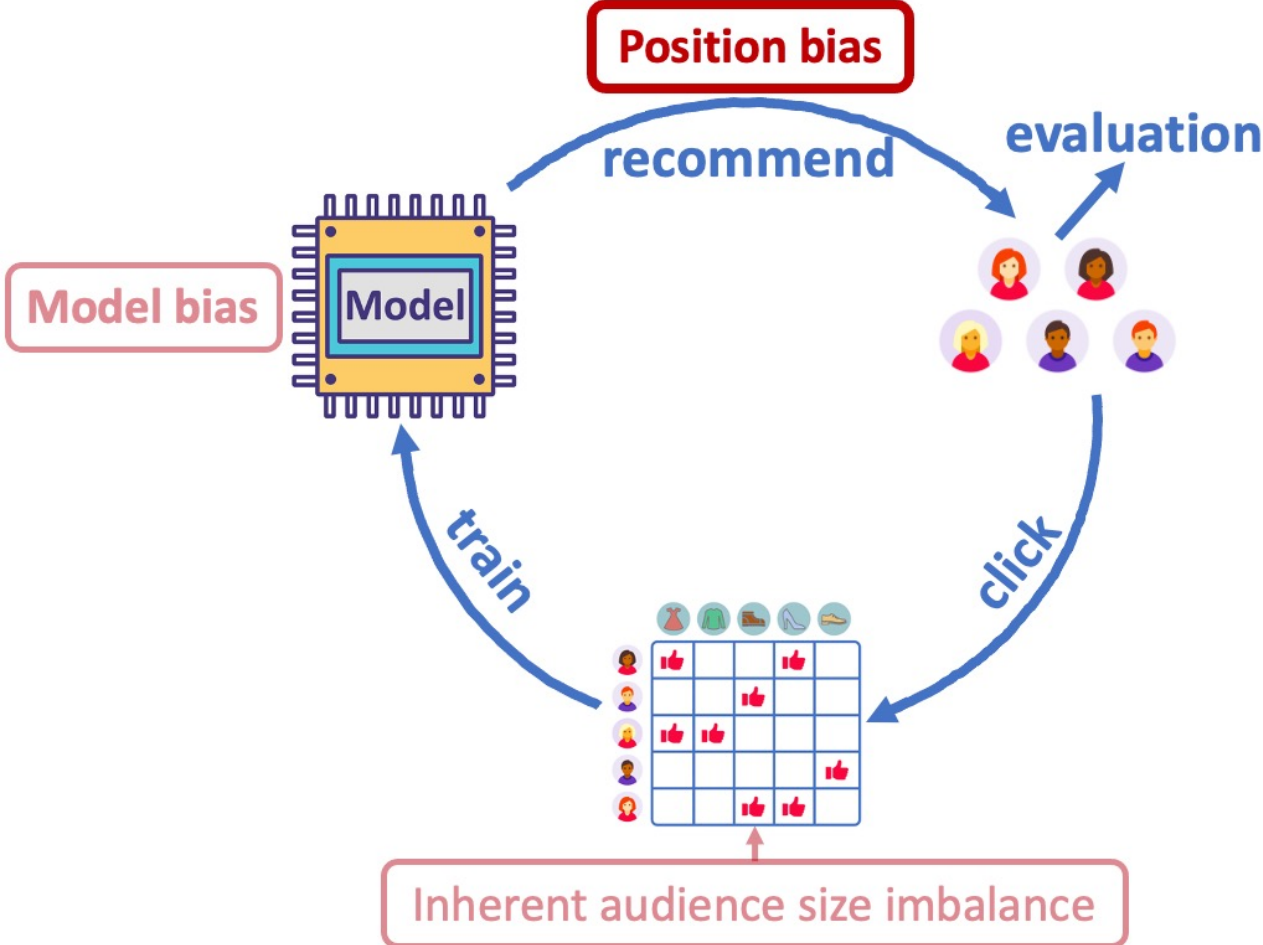 Position bias
recommend
evaluation
Model bias
Model
train
click
Inherent audience size imbalance